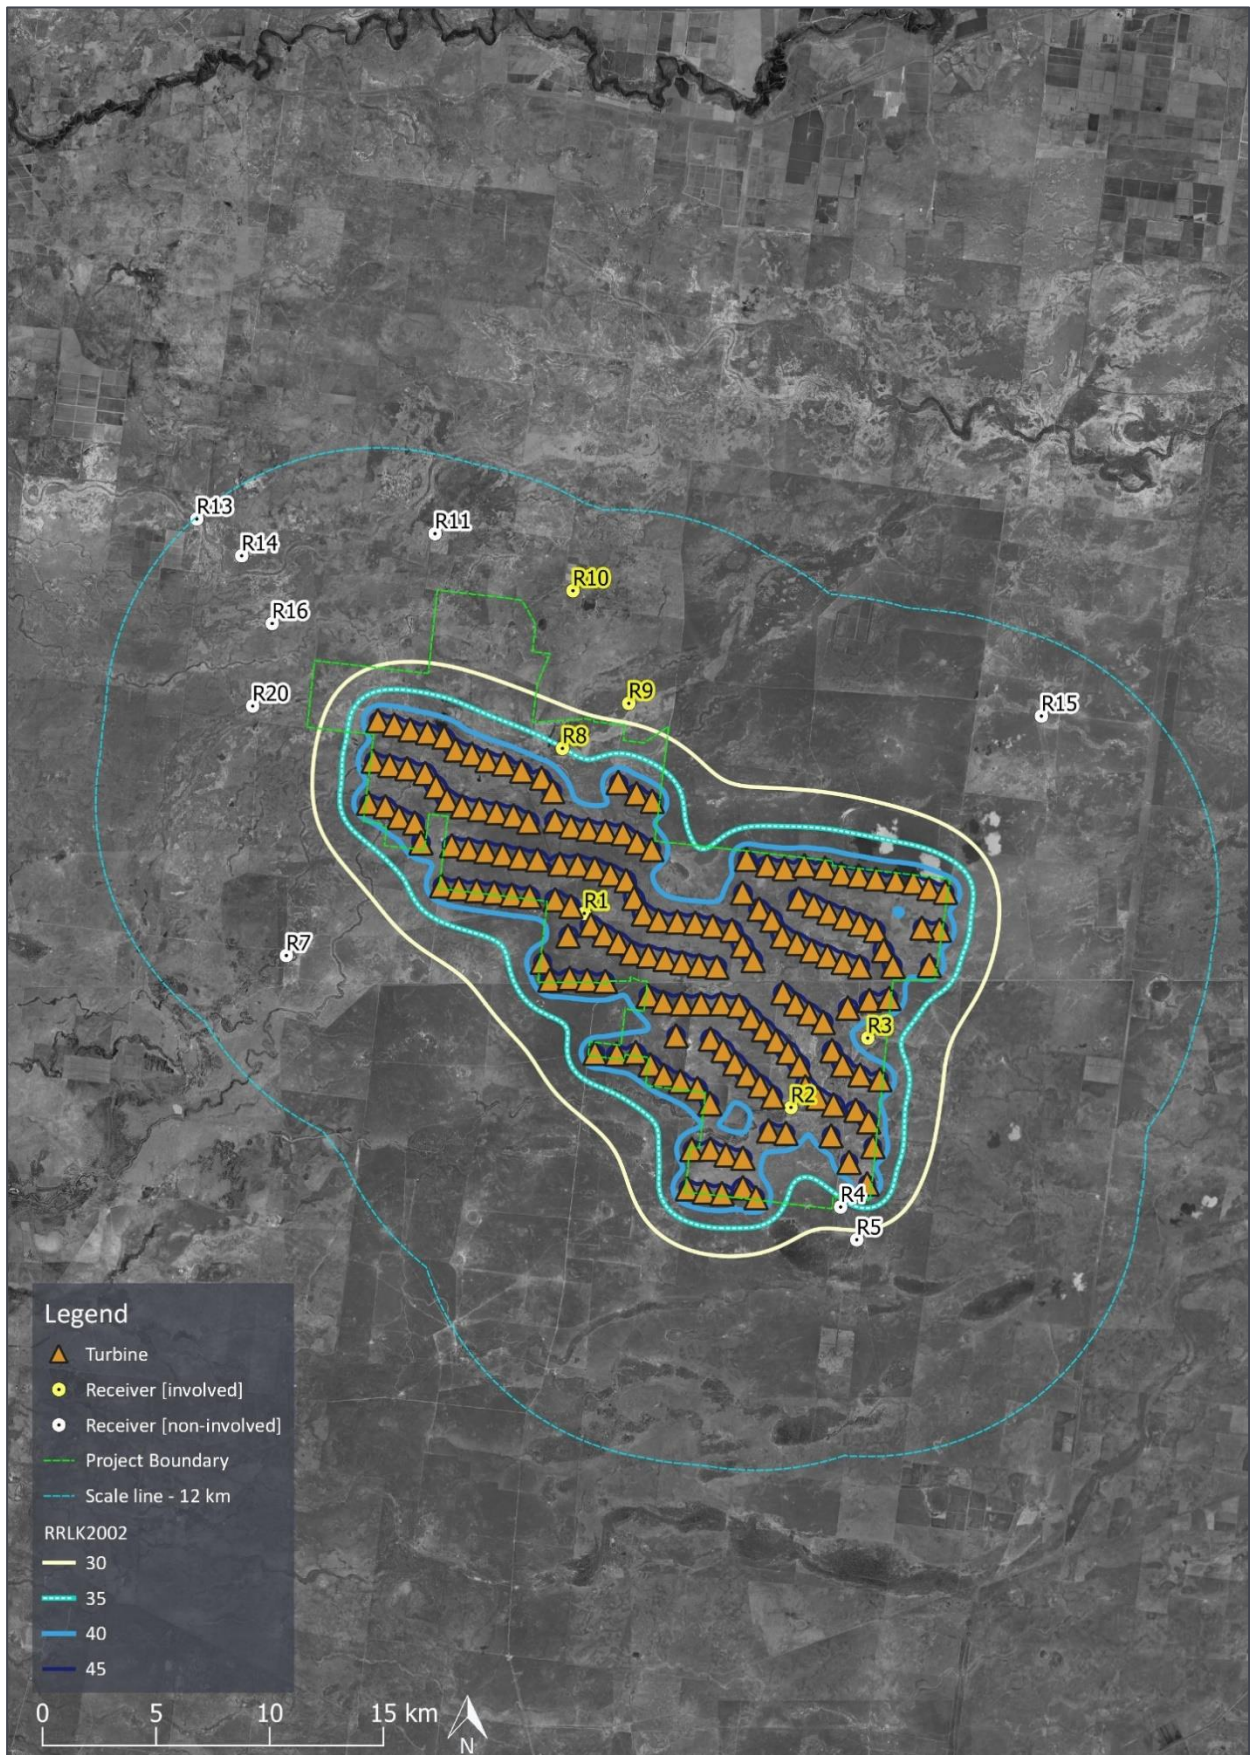 R13
R11
R14
R10
R16
R20
R9
R15
R8
R1
R7
R3
R2
R4
R5
Legend
Turbine
Receiver [involved]
Receiver [non-involved]
Project Boundary
Scale line - 12 km
RRLK2002
30
35
40
45
0 5 10 15 km
N